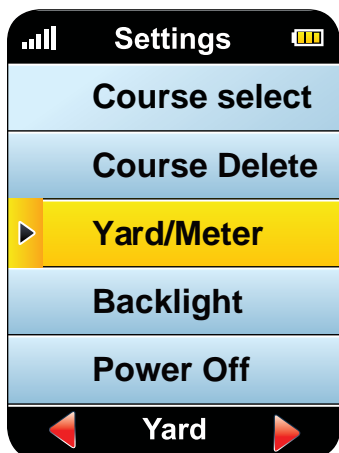 Settings
Course select
Course Delete
Yard/Meter
Backlight
Power Off
Yard